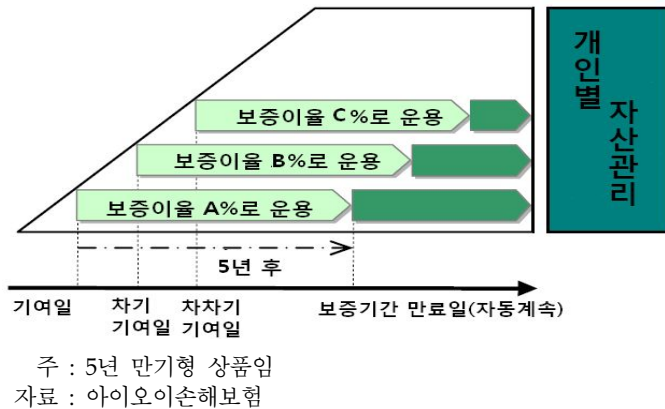 개인별
자산관리
보증이율 C%로 운용
보증이율 B%로 운용
보증이율 A%로 운용
5년 후
기여일
차기
기여일
차차기
기여일
보증기간 만료일(자동계속)
주 : 5년 만기형 상품임
자료 : 아이오이손해보험